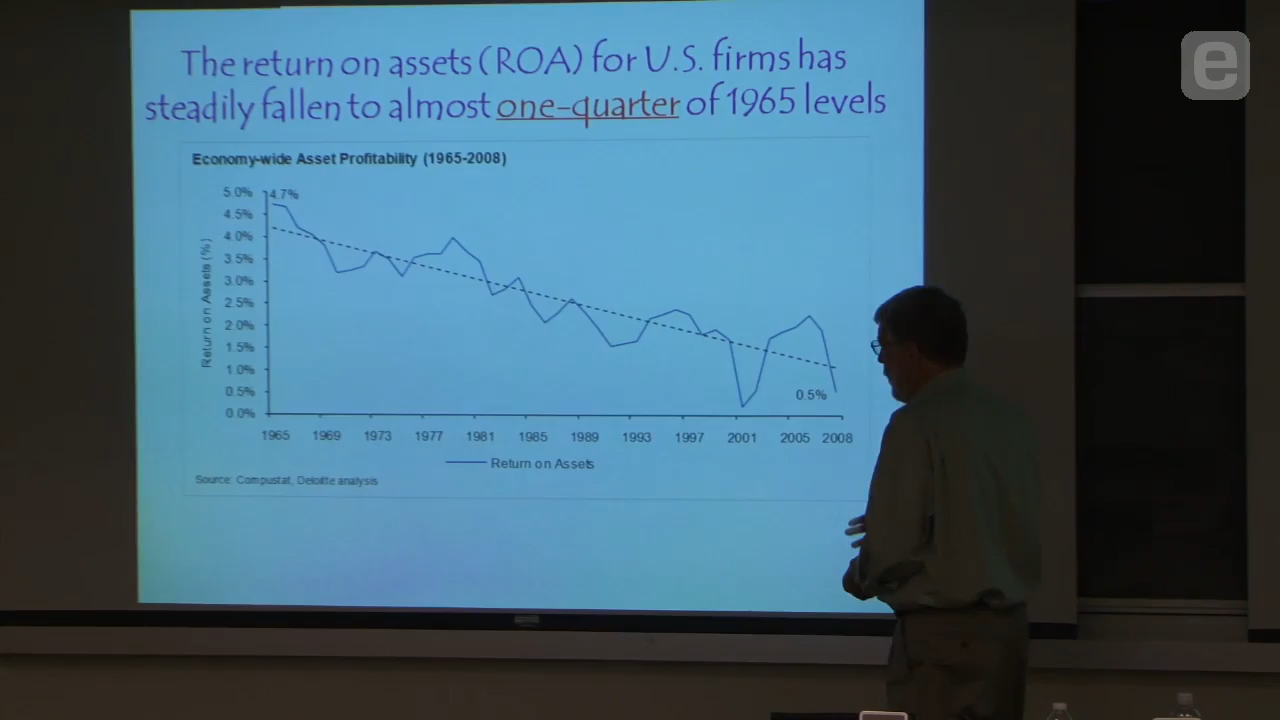 The return on assets (ROA) for U.S. firms has
steadily fallen to almost one-quarter of 1965 levels
Economy-wide Asset Profitability (1965-2008)
5.0%
4.7%
4.5%
4.0%
3.5%
3.0%
2.5%
2.0%
1.5%
1.0%
0.5%
0.0%
Return on Assets (%)
0.5%
1965 1969 1973 1977 1981 1985 1989 1993 1997 2001 2005 2008
Return on Assets
Source: Compustat, Deloitte analysis
e